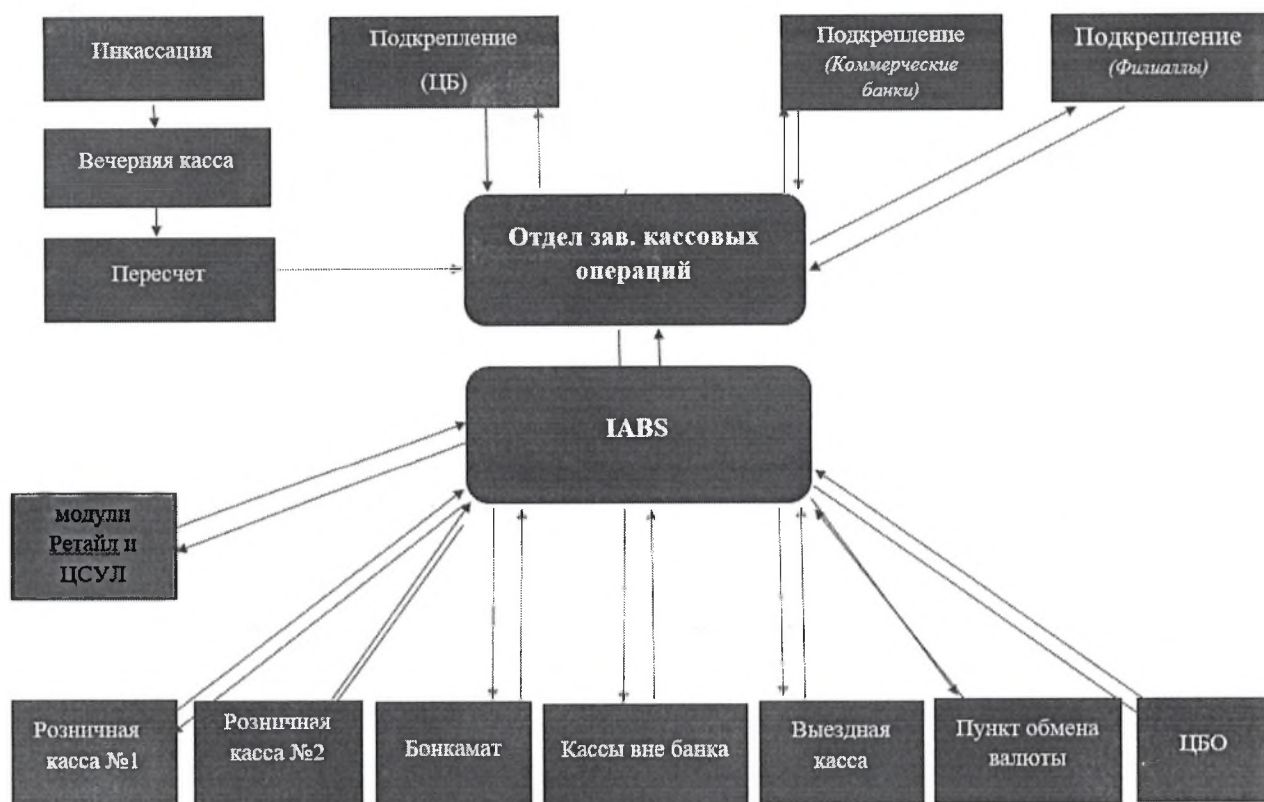 Инкассация
Подкрепление
(ЦБ)
Подкрепление
(Коммерческие
банки)
Подкрепление
(Филиаллы)
Вечерняя касса
Пересчет
Отдел зав. кассовых
операций
IABS
модули
Ретайл и
ЦСУЛ
Розничная
касса №1
Розничная
касса №2
Бонкамат
Кассы вне банка
Выездная
касса
Пункт обмена
валюты
ЦБО